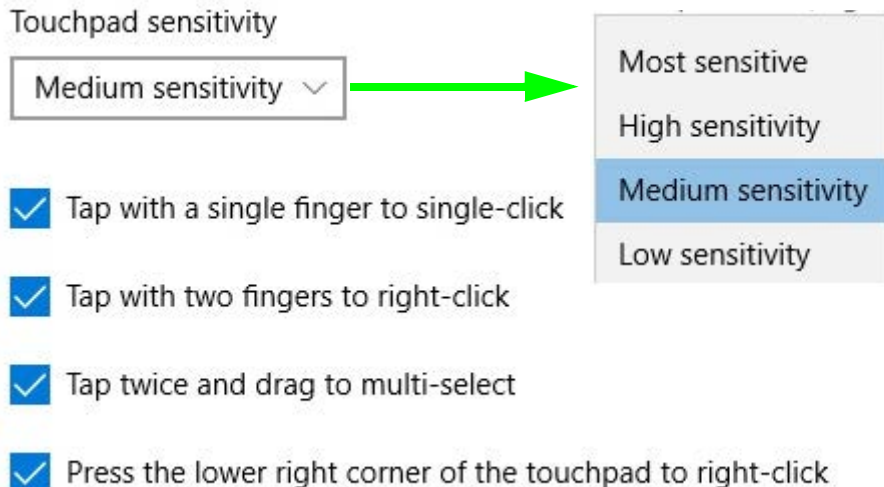 Touchpad sensitivity
Medium sensitivity
Most sensitive
High sensitivity
Medium sensitivity
Low sensitivity
Tap with a single finger to single-click
Tap with two fingers to right-click
Tap twice and drag to multi-select
Press the lower right corner of the touchpad to right-click